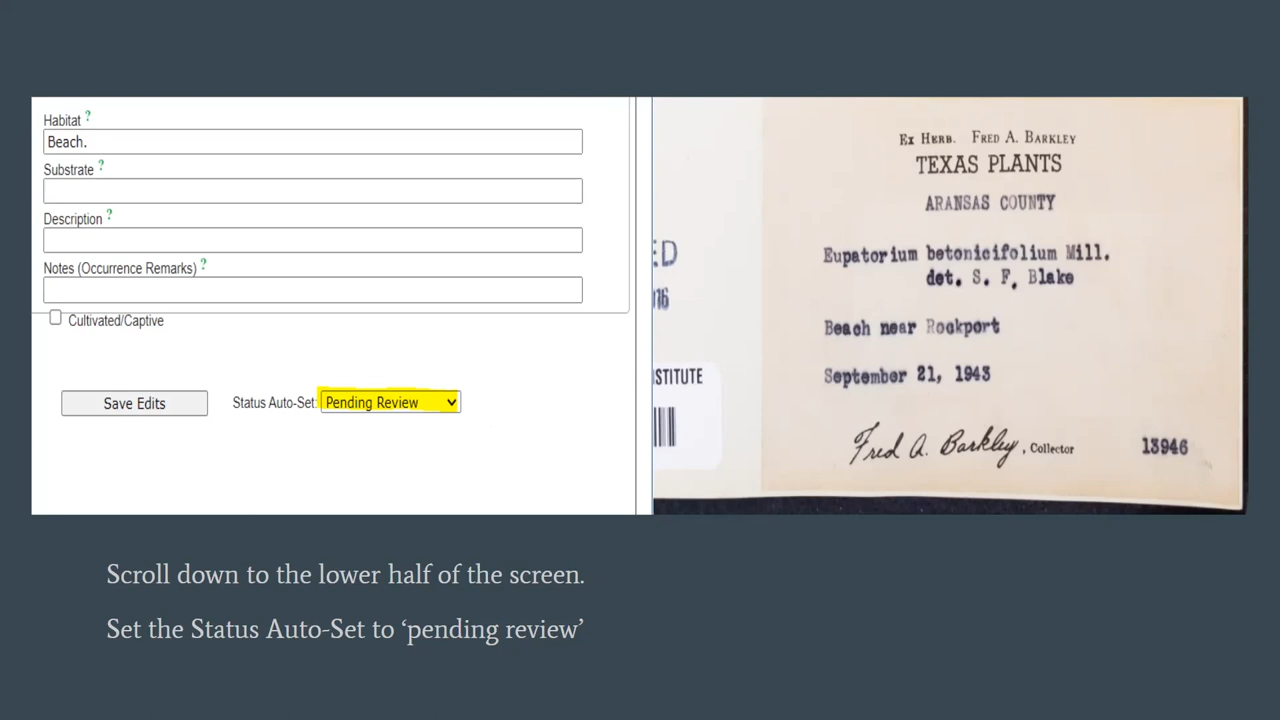 Habitat ?
Beach.
Substrate ?
Description ?
Notes (Occurrence Remarks) ?
Cultivated/Captive
Save Edits
Status Auto-Set:
Pending Review
Ex Herb. Fred A. Barkley
TEXAS PLANTS
ARANSAS COUNTY
Eupatorium betonicifolium Mill.
det. S. F. Blake
Beach near Rockport
September 21, 1943
Fred A. Barkley, Collector 13946
ED
16
STITUTE
Scroll down to the lower half of the screen.
Set the Status Auto-Set to ‘pending review’